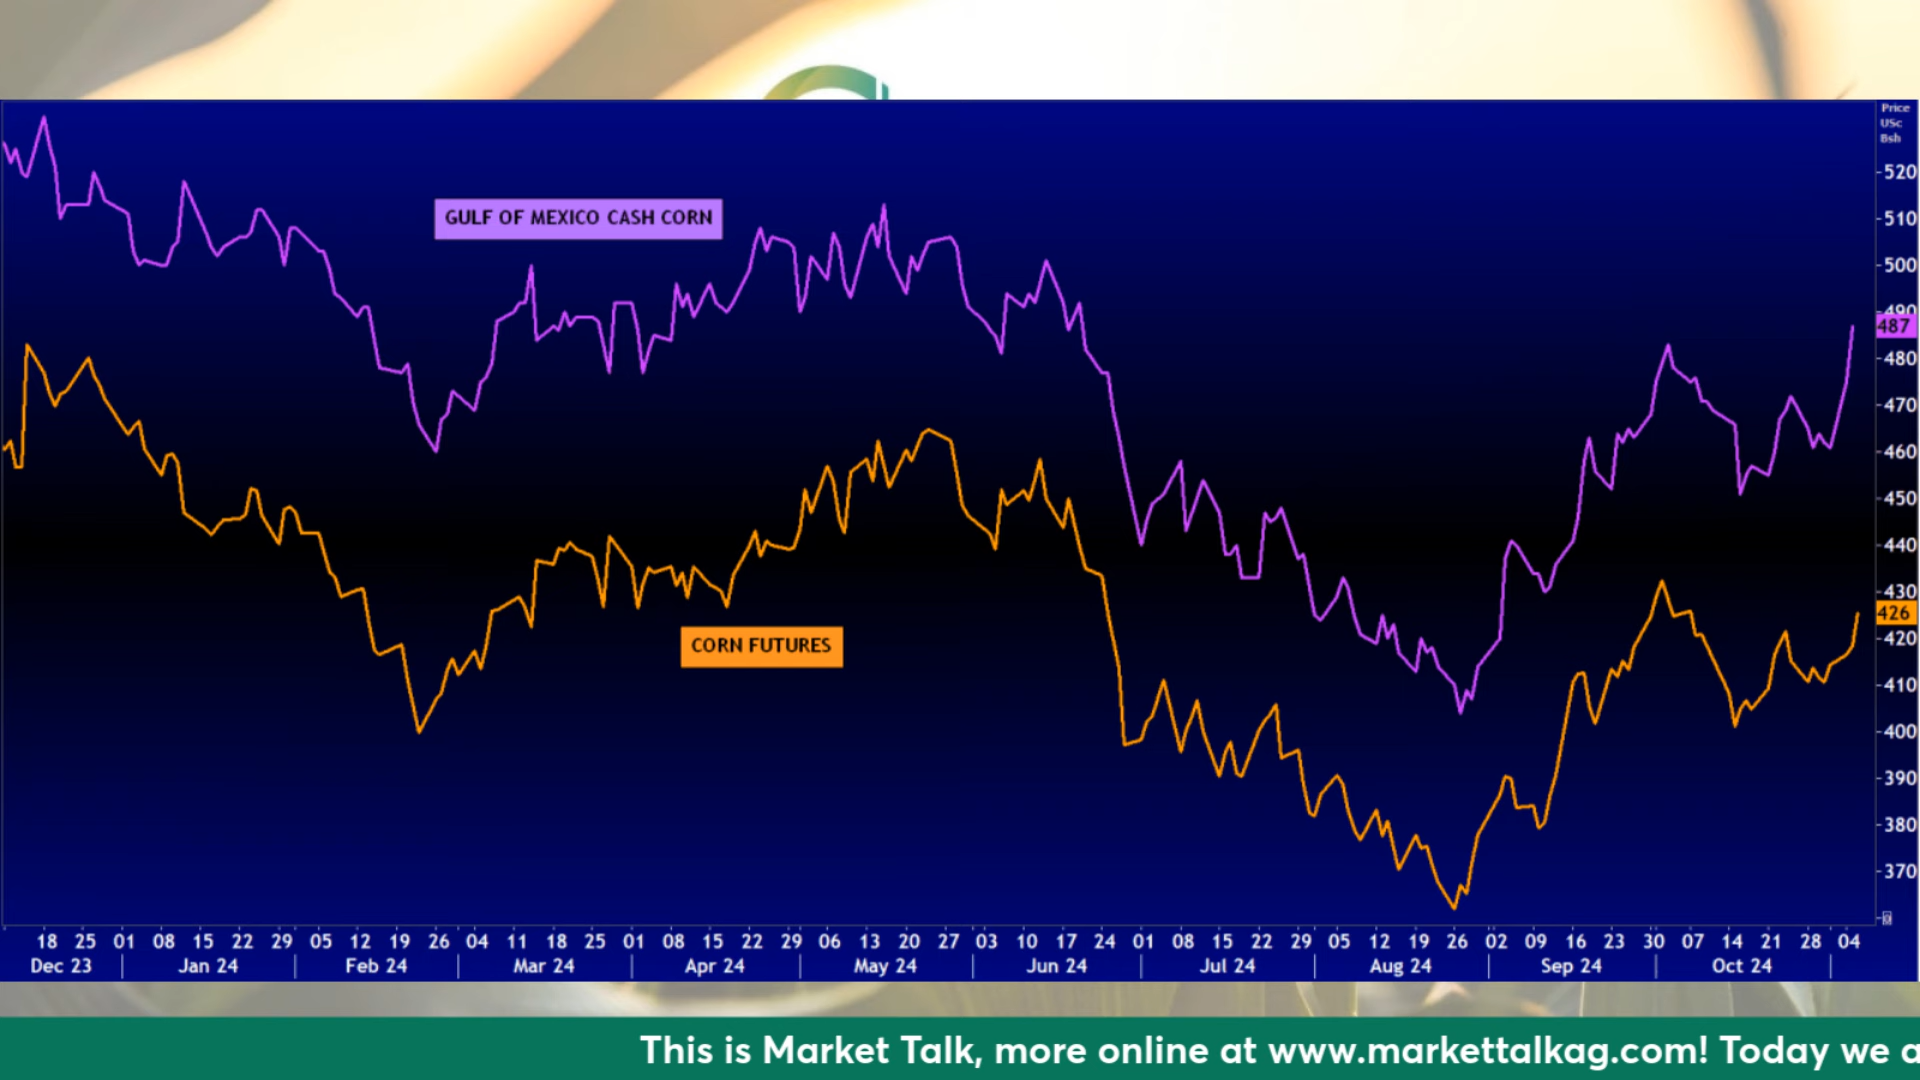 Price
USc
Bsh
520
GULF OF MEXICO CASH CORN
510
500
490
487
480
470
460
450
440
430
426
420
CORN FUTURES
410
400
390
380
370
18 25 01 08 15 22 29 05 12 19 26 04 11 18 25 01 08 15 22 29 06 13 20 27 03 10 17 24 01 08 15 22 29 05 12 19 26 02 09 16 23 30 07 14 21 28 04
Dec 23 Jan 24 Feb 24 Mar 24 Apr 24 May 24 Jun 24 Jul 24 Aug 24 Sep 24 Oct 24
This is Market Talk, more online at www.markettalkag.com! Today we a